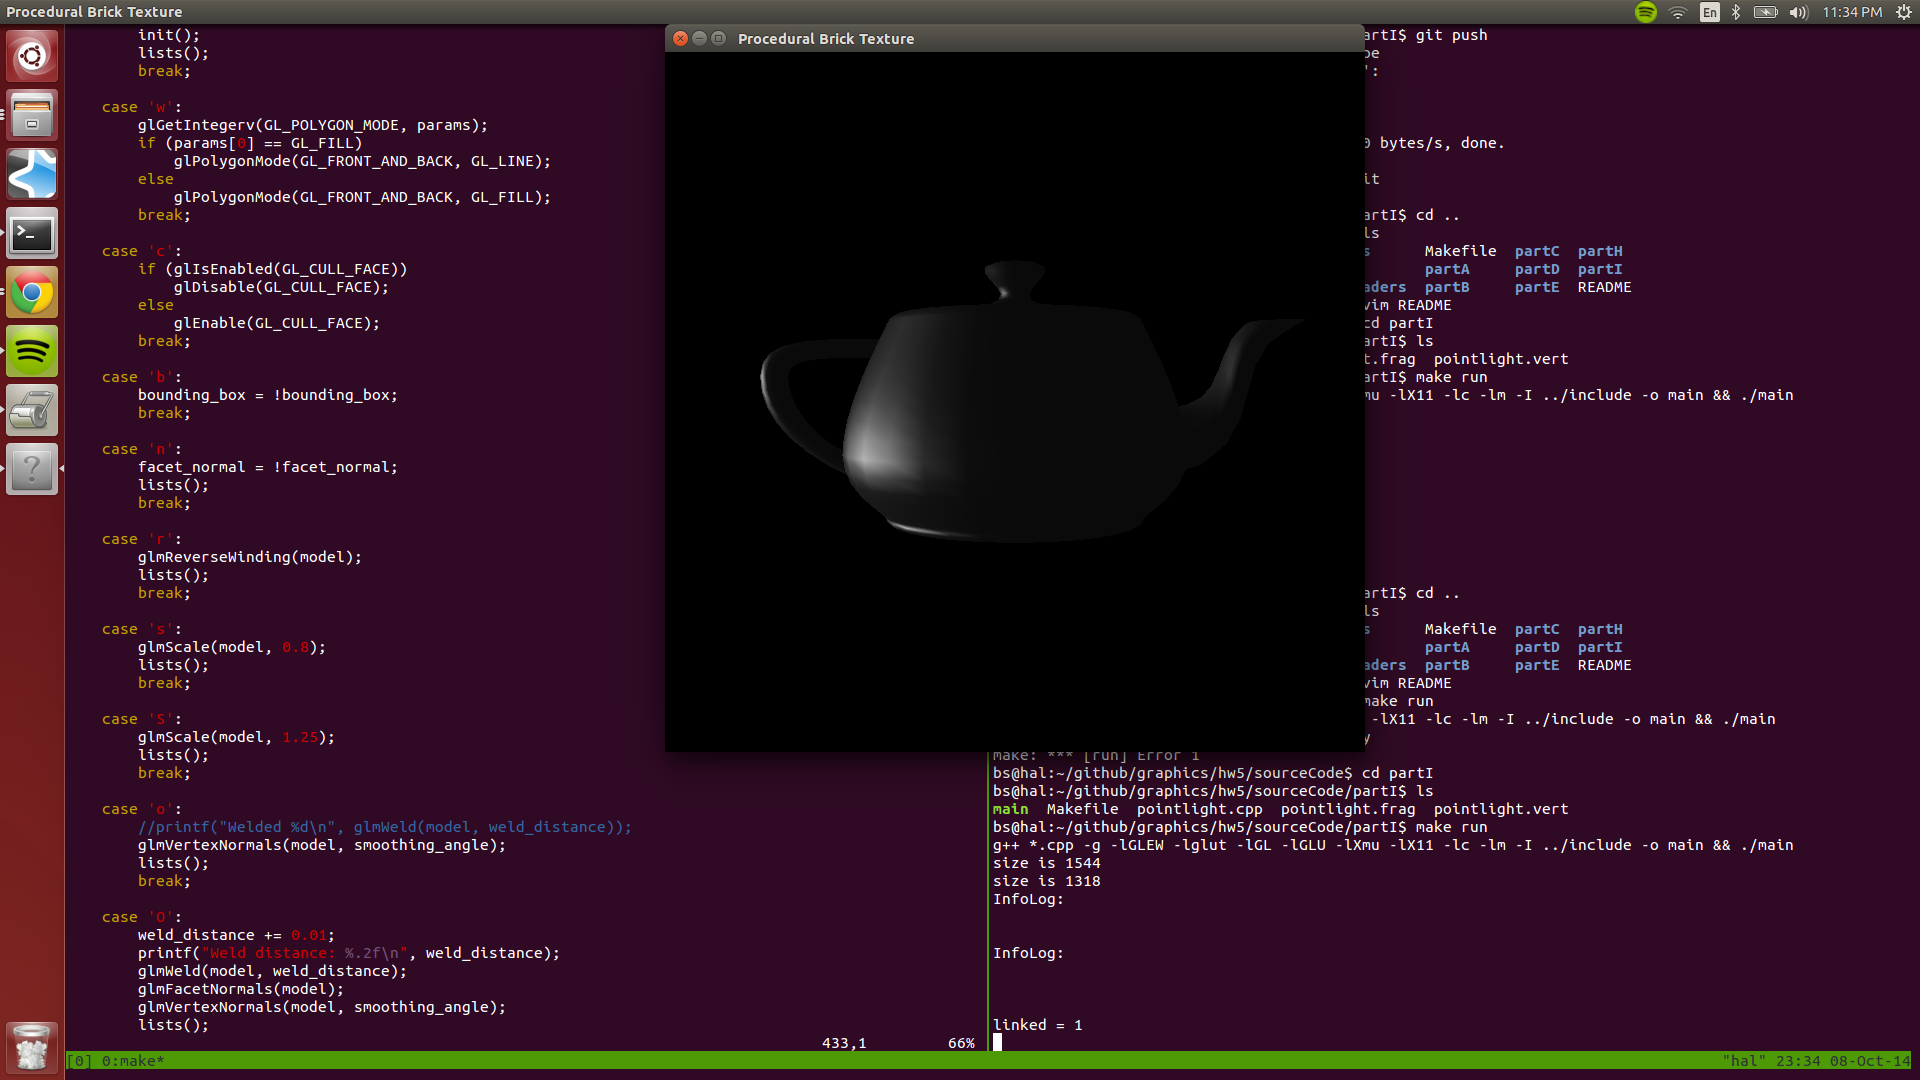 Procedural Brick Texture
En
11:34 PM
init();
lists();
break;
case 'w':
glGetIntegerv(GL_POLYGON_MODE, params);
if (params[0] == GL_FILL)
glPolygonMode(GL_FRONT_AND_BACK, GL_LINE);
else
glPolygonMode(GL_FRONT_AND_BACK, GL_FILL);
break;
case 'c':
if (glIsEnabled(GL_CULL_FACE))
glDisable(GL_CULL_FACE);
else
glEnable(GL_CULL_FACE);
break;
case 'b':
bounding_box = !bounding_box;
break;
case 'n':
facet_normal = !facet_normal;
lists();
break;
case 'r':
glmReverseWinding(model);
lists();
break;
case 's':
glmScale(model, 0.8);
lists();
break;
case 'S':
glmScale(model, 1.25);
lists();
break;
case 'o':
//printf("Welded %d\n", glmWeld(model, weld_distance));
glmVertexNormals(model, smoothing_angle);
lists();
break;
case 'O':
weld_distance += 0.01;
printf("Weld distance: %.2f\n", weld_distance);
glmWeld(model, weld_distance);
glmFacetNormals(model);
glmVertexNormals(model, smoothing_angle);
lists();
433,1 66%
Procedural Brick Texture
artI$ git push
pe
':
0 bytes/s, done.
it
artI$ cd ..
ls
s Makefile partC partH
partA partD partI
aders partB partE README
vim README
cd partI
artI$ ls
t.frag pointlight.vert
artI$ make run
mu -lX11 -lc -lm -I ../include -o main && ./main
artI$ cd ..
ls
s Makefile partC partH
partA partD partI
aders partB partE README
vim README
make run
-lX11 -lc -lm -I ../include -o main && ./main
y
make: *** [run] Error 1
bs@hal:~/github/graphics/hw5/sourceCode$ cd partI
bs@hal:~/github/graphics/hw5/sourceCode/partI$ ls
main Makefile pointlight.cpp pointlight.frag pointlight.vert
bs@hal:~/github/graphics/hw5/sourceCode/partI$ make run
g++ *.cpp -g -lGLEW -lglut -lGL -lGLU -lXmu -lX11 -lc -lm -I ../include -o main && ./main
size is 1544
size is 1318
InfoLog:
InfoLog:
linked = 1
[0] 0:make*
"hal" 23:34 08-Oct-14